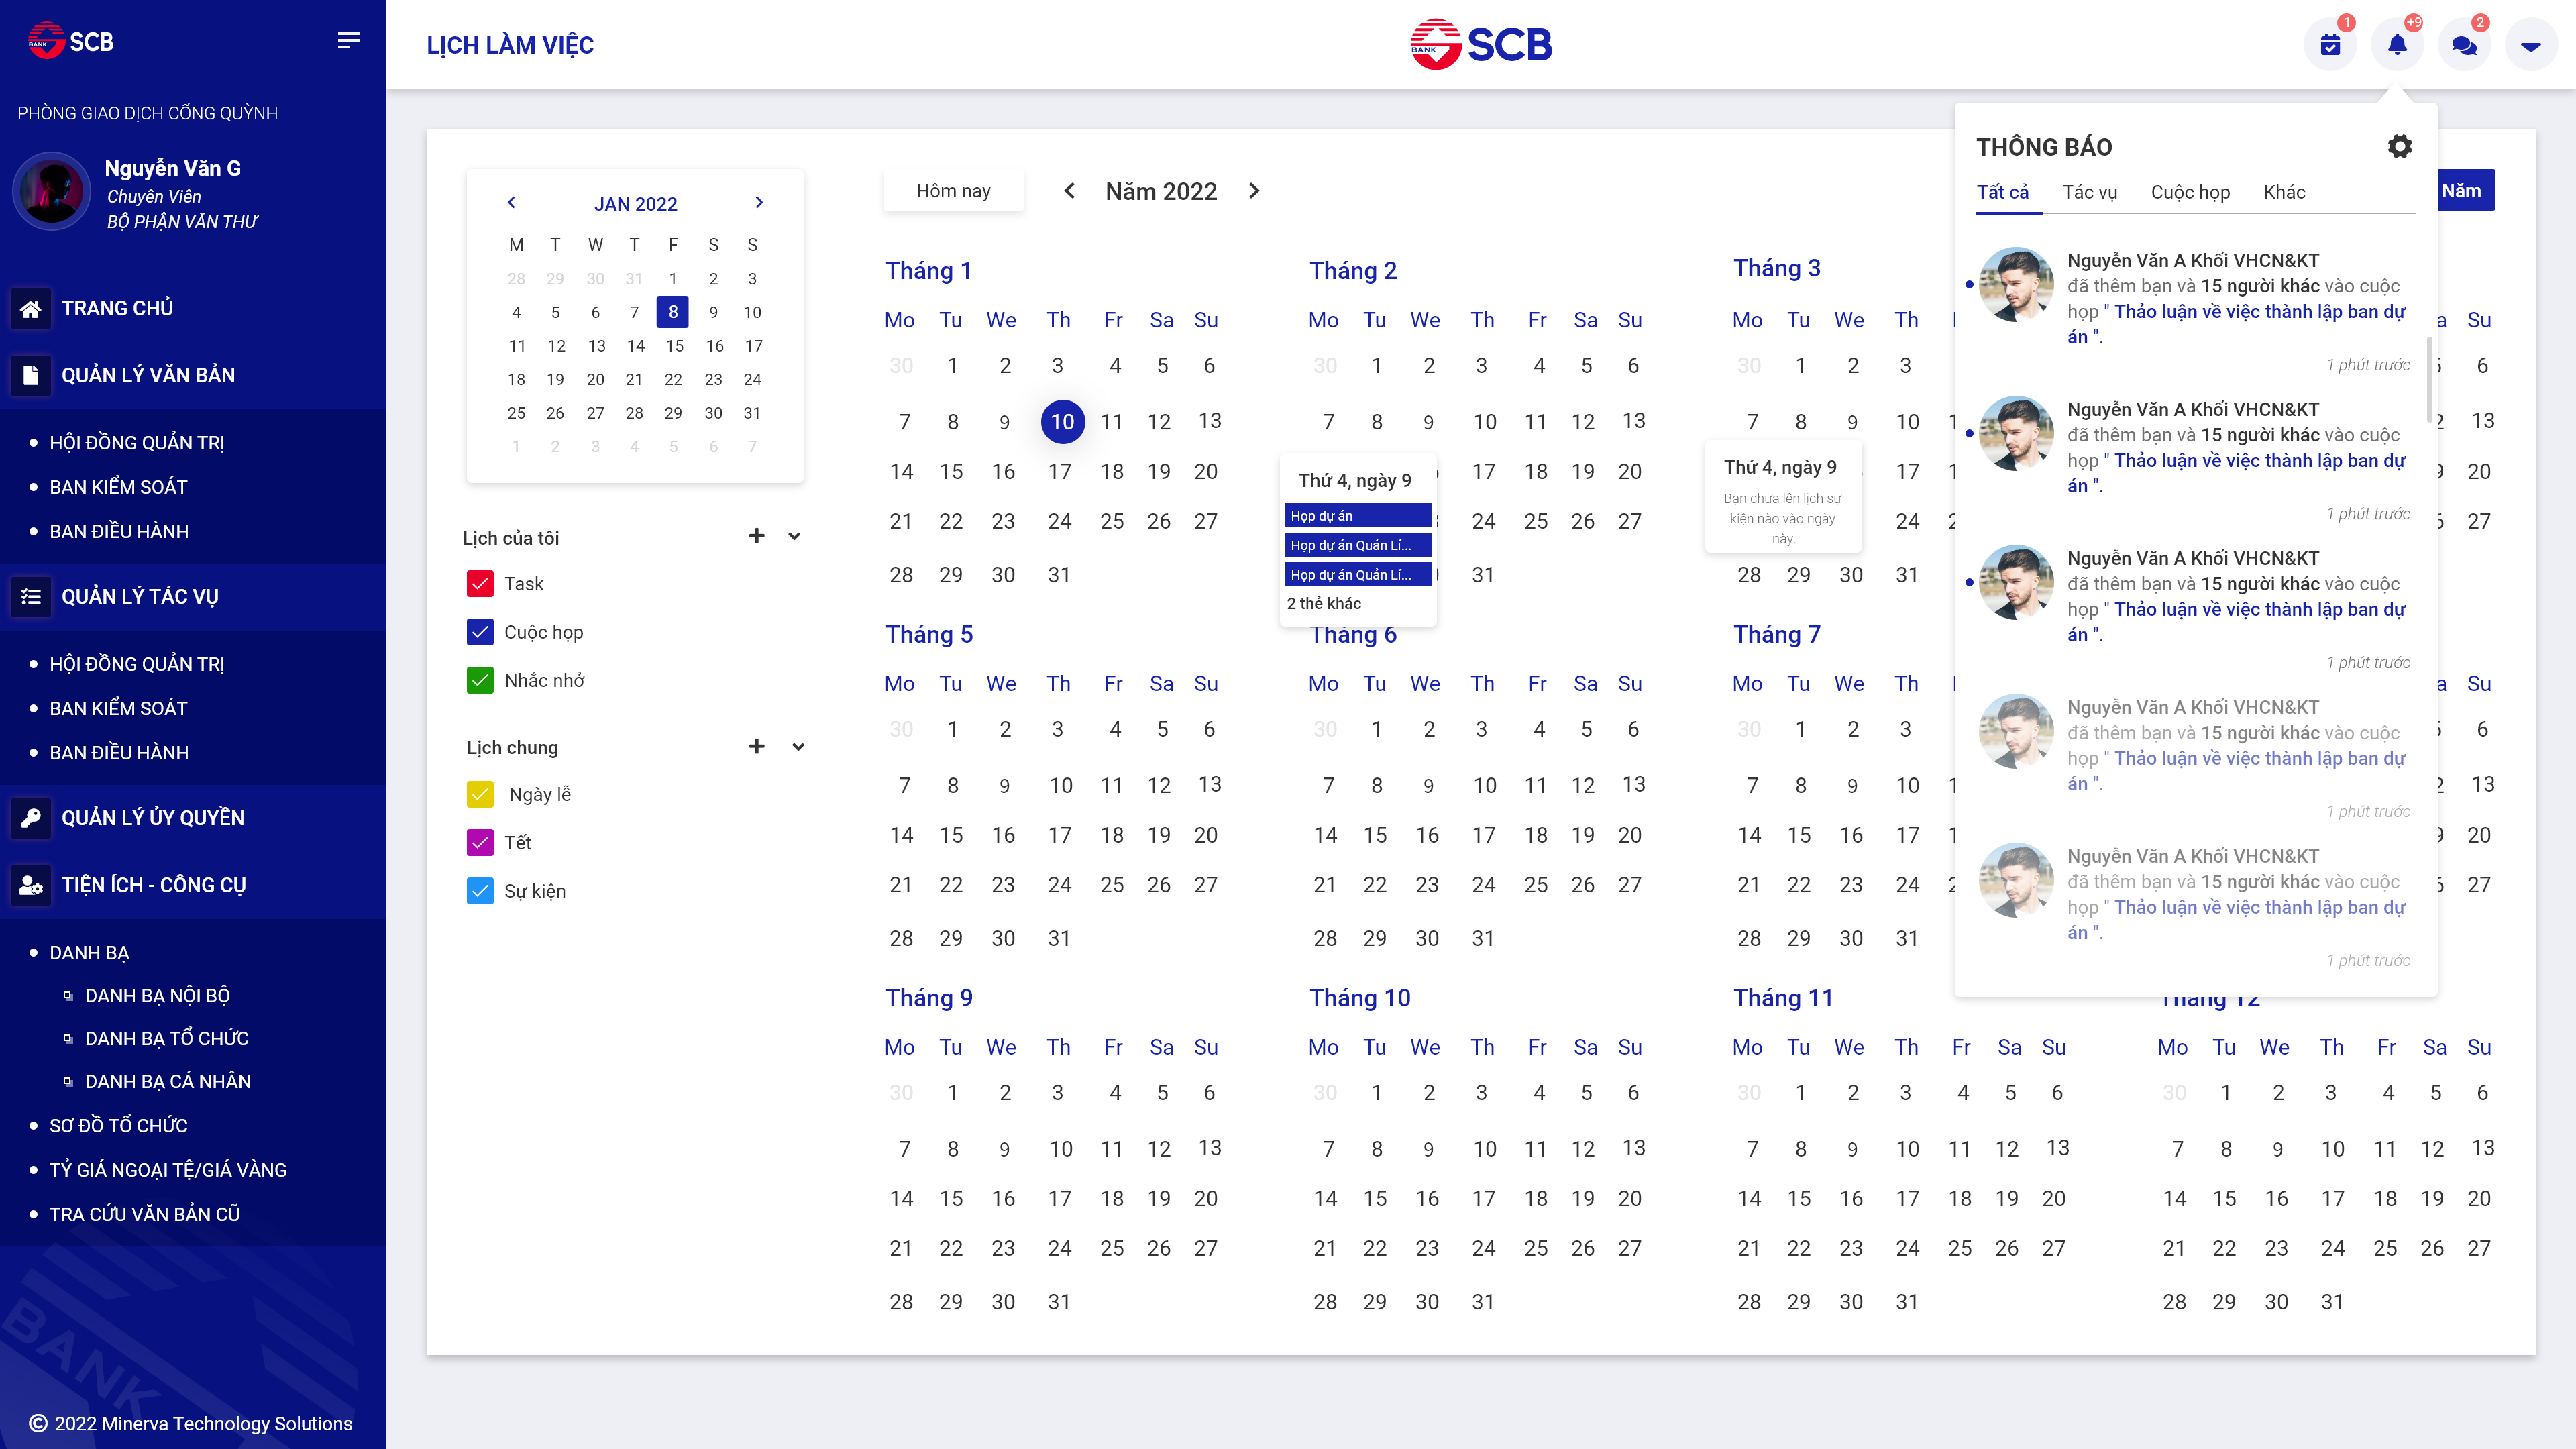 BANK SCB
PHÒNG GIAO DỊCH CỐNG QUỲNH
Nguyễn Văn G
Chuyên Viên
BỘ PHẬN VĂN THƯ
TRANG CHỦ
QUẢN LÝ VĂN BẢN
HỘI ĐỒNG QUẢN TRỊ
BAN KIỂM SOÁT
BAN ĐIỀU HÀNH
QUẢN LÝ TÁC VỤ
HỘI ĐỒNG QUẢN TRỊ
BAN KIỂM SOÁT
BAN ĐIỀU HÀNH
QUẢN LÝ ỦY QUYỀN
TIỆN ÍCH - CÔNG CỤ
DANH BẠ
DANH BẠ NỘI BỘ
DANH BẠ TỔ CHỨC
DANH BẠ CÁ NHÂN
SƠ ĐỒ TỔ CHỨC
TỶ GIÁ NGOẠI TỆ/GIÁ VÀNG
TRA CỨU VĂN BẢN CŨ
BANK
© 2022 Minerva Technology Solutions
LỊCH LÀM VIỆC
BANK SCB
1 +9 2
JAN 2022
M T W T F S S
28 29 30 31 1 2 3
4 5 6 7 8 9 10
11 12 13 14 15 16 17
18 19 20 21 22 23 24
25 26 27 28 29 30 31
1 2 3 4 5 6 7
Lịch của tôi
Task
Cuộc họp
Nhắc nhở
Lịch chung
Ngày lễ
Tết
Sự kiện
Hôm nay
Năm 2022
Năm
Tháng 1
Mo Tu We Th Fr Sa Su
30 1 2 3 4 5 6
7 8 9 10 11 12 13
14 15 16 17 18 19 20
21 22 23 24 25 26 27
28 29 30 31
Tháng 2
Mo Tu We Th Fr Sa Su
30 1 2 3 4 5 6
7 8 9 10 11 12 13
17 18 19 20
24 25 26 27
31
Thứ 4, ngày 9
Họp dự án
Họp dự án Quản Lí...
Họp dự án Quản Lí...
2 thẻ khác
Tháng 3
Mo Tu We Th
30 1 2 3
7 8 9 10
17
24
28 29 30 31
Thứ 4, ngày 9
Bạn chưa lên lịch sự
kiện nào vào ngày
này.
Su
6
13
20
27
Tháng 5
Mo Tu We Th Fr Sa Su
30 1 2 3 4 5 6
7 8 9 10 11 12 13
14 15 16 17 18 19 20
21 22 23 24 25 26 27
28 29 30 31
Tháng 6
Mo Tu We Th Fr Sa Su
30 1 2 3 4 5 6
7 8 9 10 11 12 13
14 15 16 17 18 19 20
21 22 23 24 25 26 27
28 29 30 31
Tháng 7
Mo Tu We Th
30 1 2 3
7 8 9 10
14 15 16 17
21 22 23 24
28 29 30 31
Su
6
13
20
27
Tháng 9
Mo Tu We Th Fr Sa Su
30 1 2 3 4 5 6
7 8 9 10 11 12 13
14 15 16 17 18 19 20
21 22 23 24 25 26 27
28 29 30 31
Tháng 10
Mo Tu We Th Fr Sa Su
30 1 2 3 4 5 6
7 8 9 10 11 12 13
14 15 16 17 18 19 20
21 22 23 24 25 26 27
28 29 30 31
Tháng 11
Mo Tu We Th Fr Sa Su
30 1 2 3 4 5 6
7 8 9 10 11 12 13
14 15 16 17 18 19 20
21 22 23 24 25 26 27
28 29 30 31
Tháng 12
Mo Tu We Th Fr Sa Su
30 1 2 3 4 5 6
7 8 9 10 11 12 13
14 15 16 17 18 19 20
21 22 23 24 25 26 27
28 29 30 31
THÔNG BÁO
Tất cả Tác vụ Cuộc họp Khác
Nguyễn Văn A Khối VHCN&KT
đã thêm bạn và 15 người khác vào cuộc
họp " Thảo luận về việc thành lập ban dự
án ".
1 phút trước
Nguyễn Văn A Khối VHCN&KT
đã thêm bạn và 15 người khác vào cuộc
họp " Thảo luận về việc thành lập ban dự
án ".
1 phút trước
Nguyễn Văn A Khối VHCN&KT
đã thêm bạn và 15 người khác vào cuộc
họp " Thảo luận về việc thành lập ban dự
án ".
1 phút trước
Nguyễn Văn A Khối VHCN&KT
đã thêm bạn và 15 người khác vào cuộc
họp " Thảo luận về việc thành lập ban dự
án ".
1 phút trước
Nguyễn Văn A Khối VHCN&KT
đã thêm bạn và 15 người khác vào cuộc
họp " Thảo luận về việc thành lập ban dự
án ".
1 phút trước